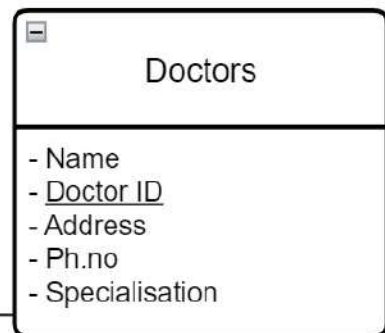 Doctors
- Name
- Doctor ID
- Address
- Ph.no
- Specialisation